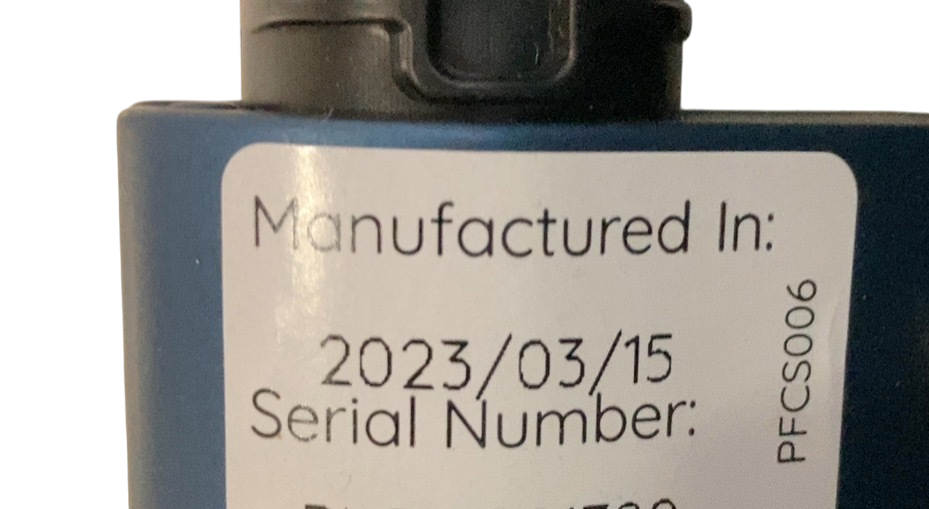 Manufactured In:
2023/03/15
Serial Number:
PFCS006